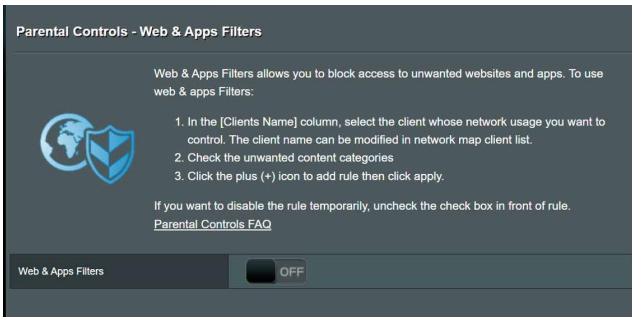 Parental Controls - Web & Apps Filters
Web & Apps Filters allows you to block access to unwanted websites and apps. To use
web & apps Filters:
1. In the [Clients Name] column, select the client whose network usage you want to
control. The client name can be modified in network map client list.
2. Check the unwanted content categories
3. Click the plus (+) icon to add rule then click apply.
If you want to disable the rule temporarily, uncheck the check box in front of rule.
Parental Controls FAQ
Web & Apps Filters OFF